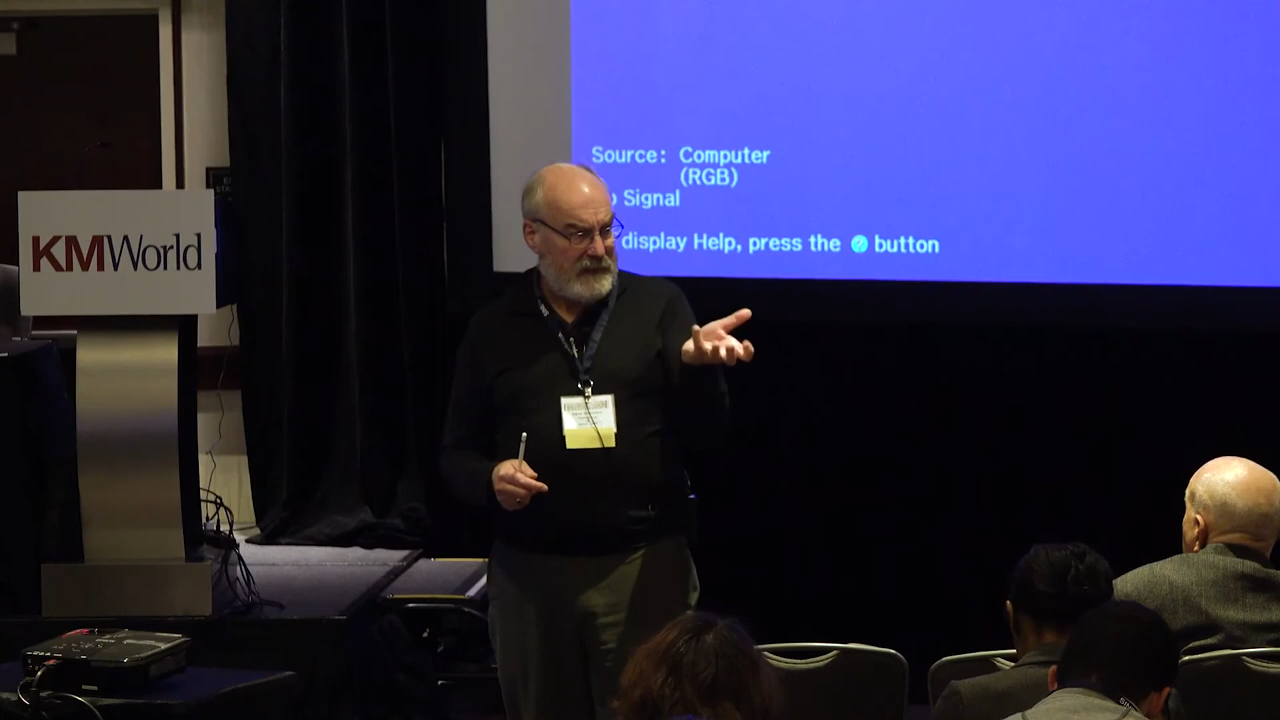 KMWorld
Source: Computer
(RGB)
Signal
display Help, press the ? button